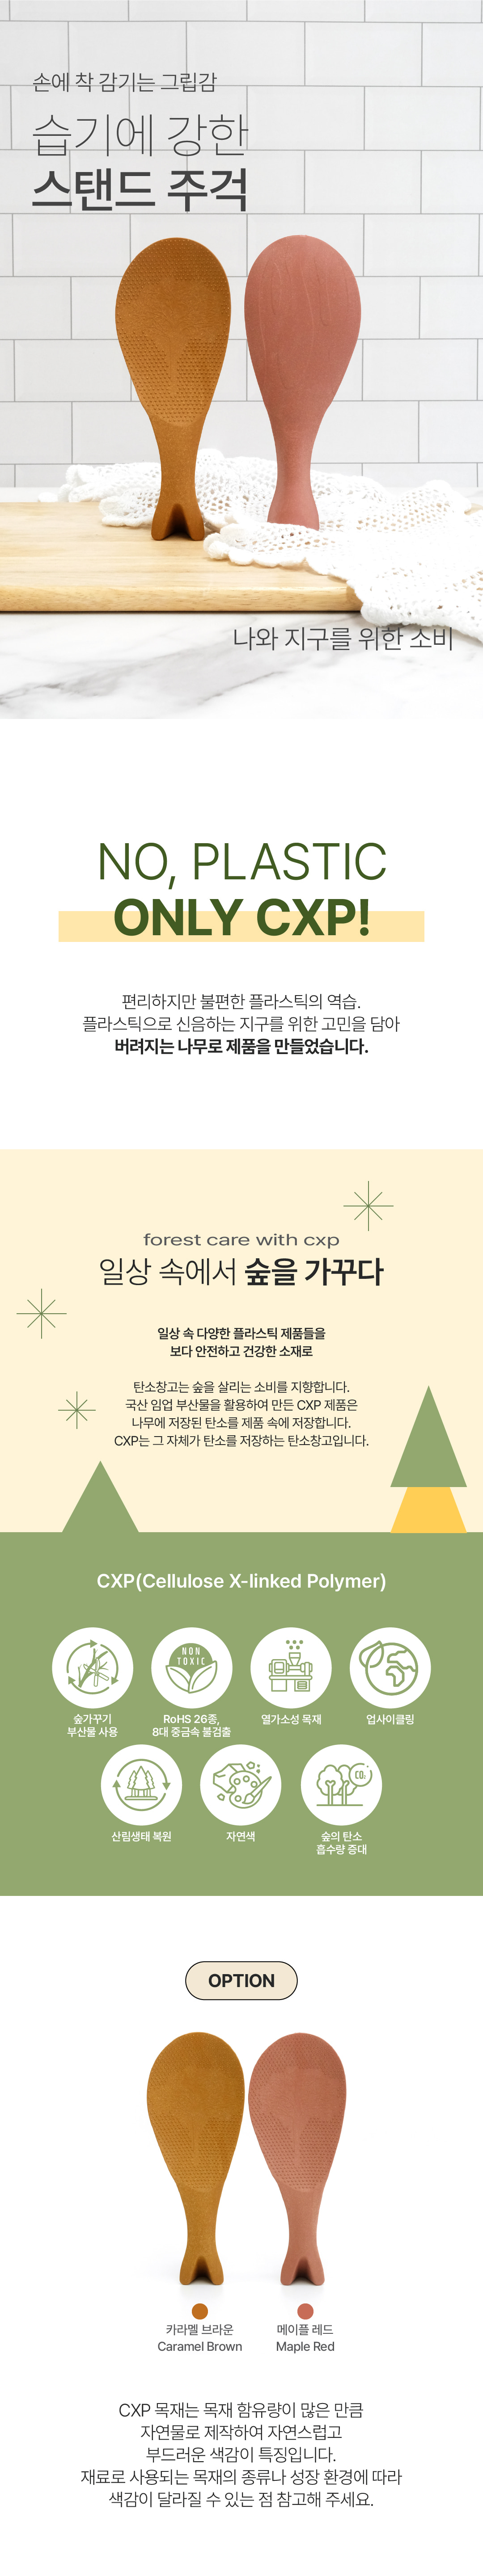 손에 착 감기는 그립감
습기에 강한
스탠드 주걱
나와 지구를 위한 소비
NO, PLASTIC
ONLY CXP!
편리하지만 불편한 플라스틱의 역습.
플라스틱으로 신음하는 지구를 위한 고민을 담아
버려지는 나무로 제품을 만들었습니다.
forest care with cxp
일상 속에서 숲을 가꾸다
일상 속 다양한 플라스틱 제품들을
보다 안전하고 건강한 소재로
탄소창고는 숲을 살리는 소비를 지향합니다.
국산 임업 부산물을 활용하여 만든 CXP 제품은
나무에 저장된 탄소를 제품 속에 저장합니다.
CXP는 그 자체가 탄소를 저장하는 탄소창고입니다.
CXP(Cellulose X-linked Polymer)
숲가꾸기
부산물 사용
NON
TOXIC
RoHS 26종,
8대 중금속 불검출
열가소성 목재
업사이클링
산림생태 복원
자연색
CO₂
숲의 탄소
흡수량 증대
OPTION
카라멜 브라운
Caramel Brown
메이플 레드
Maple Red
CXP 목재는 목재 함유량이 많은 만큼
자연물로 제작하여 자연스럽고
부드러운 색감이 특징입니다.
재료로 사용되는 목재의 종류나 성장 환경에 따라
색감이 달라질 수 있는 점 참고해 주세요.